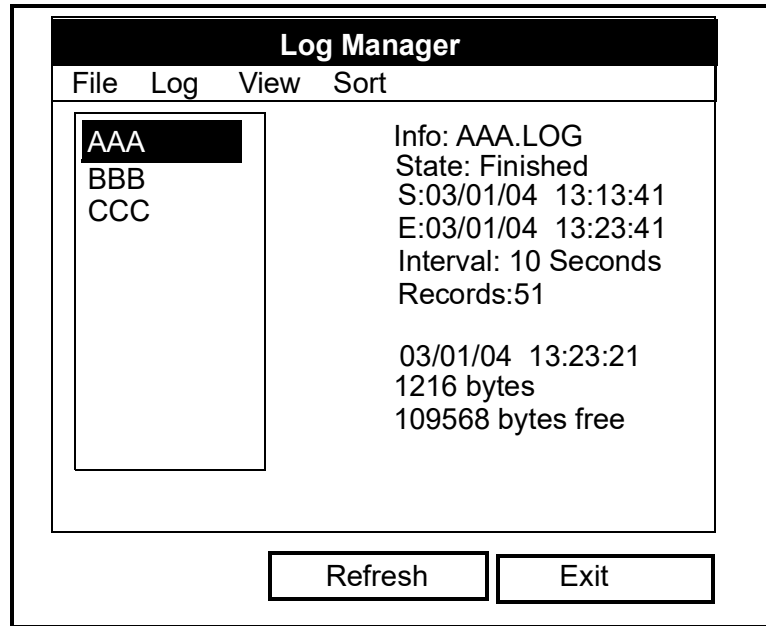 Log Manager
File Log View Sort
AAA
BBB
CCC
Info: AAA.LOG
State: Finished
S:03/01/04 13:13:41
E:03/01/04 13:23:41
Interval: 10 Seconds
Records:51
03/01/04 13:23:21
1216 bytes
109568 bytes free
Refresh Exit